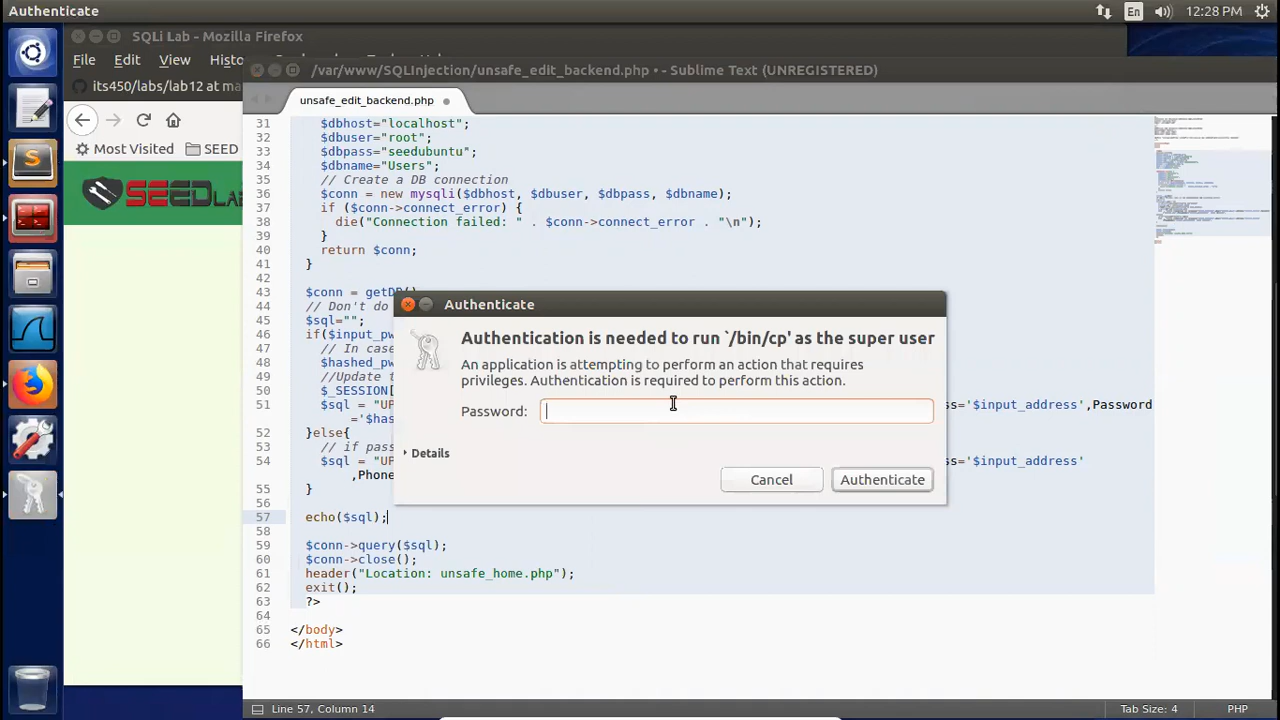 Authenticate
En
12:28 PM
SQLi Lab - Mozilla Firefox
File Edit View Histo
its450/labs/lab12 at ma
Most Visited
SEED
SEEDLA
/var/www/SQLInjection/unsafe_edit_backend.php • - Sublime Text (UNREGISTERED)
unsafe_edit_backend.php
31 $dbhost="localhost";
32 $dbuser="root";
33 $dbpass="seedubuntu";
34 $dbname="Users";
35 // Create a DB connection
36 $conn = new mysqli($dbhost, $dbuser, $dbpass, $dbname);
37 if ($conn->connect_error) {
38 die("Connection failed: " . $conn->connect_error . "\n");
39 }
40 return $conn;
41 }
42
43 $conn = getDB()
44 // Don't do
45 $sql="";
46 if($input_pw
47 // In case
48 $hashed_pw
49 //Update t
50 $_SESSION[
51 $sql = "UP
s='$input_address',Password
='$has
52 }else{
53 // if pass
54 $sql = "UP
s='$input_address'
,Phone
55 }
56
57 echo($sql);
58
59 $conn->query($sql);
60 $conn->close();
61 header("Location: unsafe_home.php");
62 exit();
63 ?>
64
65 </body>
66 </html>
Authenticate
Authentication is needed to run `/bin/cp' as the super user
An application is attempting to perform an action that requires
privileges. Authentication is required to perform this action.
Password:
Details
Cancel
Authenticate
Line 57, Column 14
Tab Size: 4
PHP